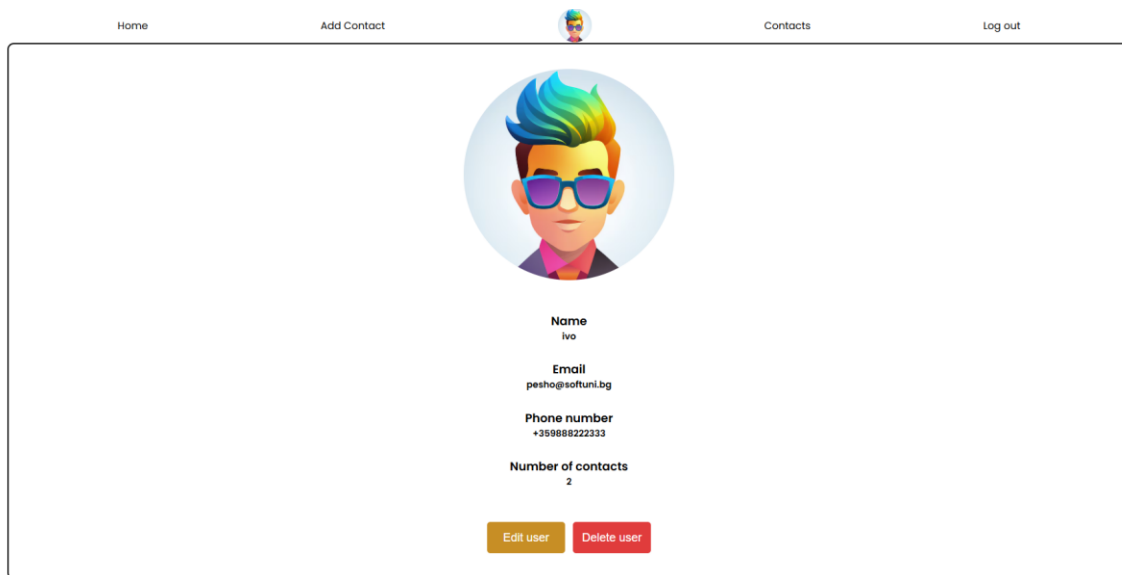 Home
Add Contact
Contacts
Log out
Name
ivo
Email
pesho@softuni.bg
Phone number
+359888222333
Number of contacts
2
Edit user
Delete user